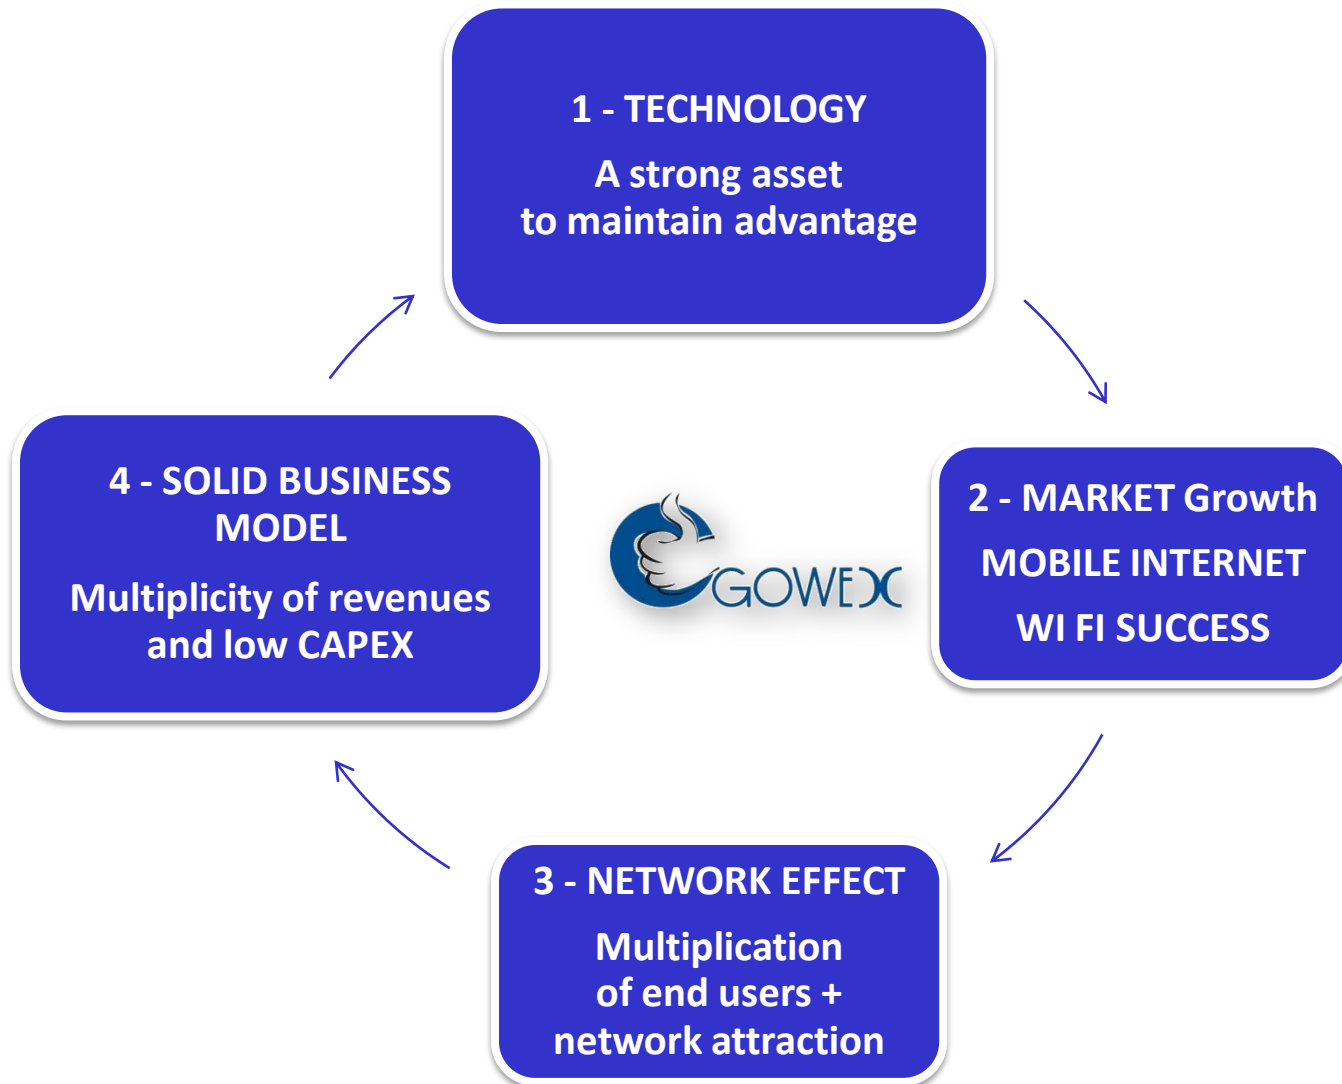 1 - TECHNOLOGY
A strong asset
to maintain advantage
2 - MARKET Growth
MOBILE INTERNET
WI FI SUCCESS
3 - NETWORK EFFECT
Multiplication
of end users +
network attraction
4 - SOLID BUSINESS
MODEL
Multiplicity of revenues
and low CAPEX
GOWEX